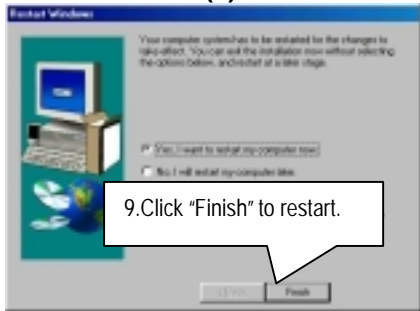 Restart Windows
Your computer system has to be restarted for the changes to
take effect. You can exit the installation now without selecting
the options below, and restart at a later stage.
Yes, I want to restart my computer now.
No, I will restart my computer later.
9.Click “Finish” to restart.
Finish